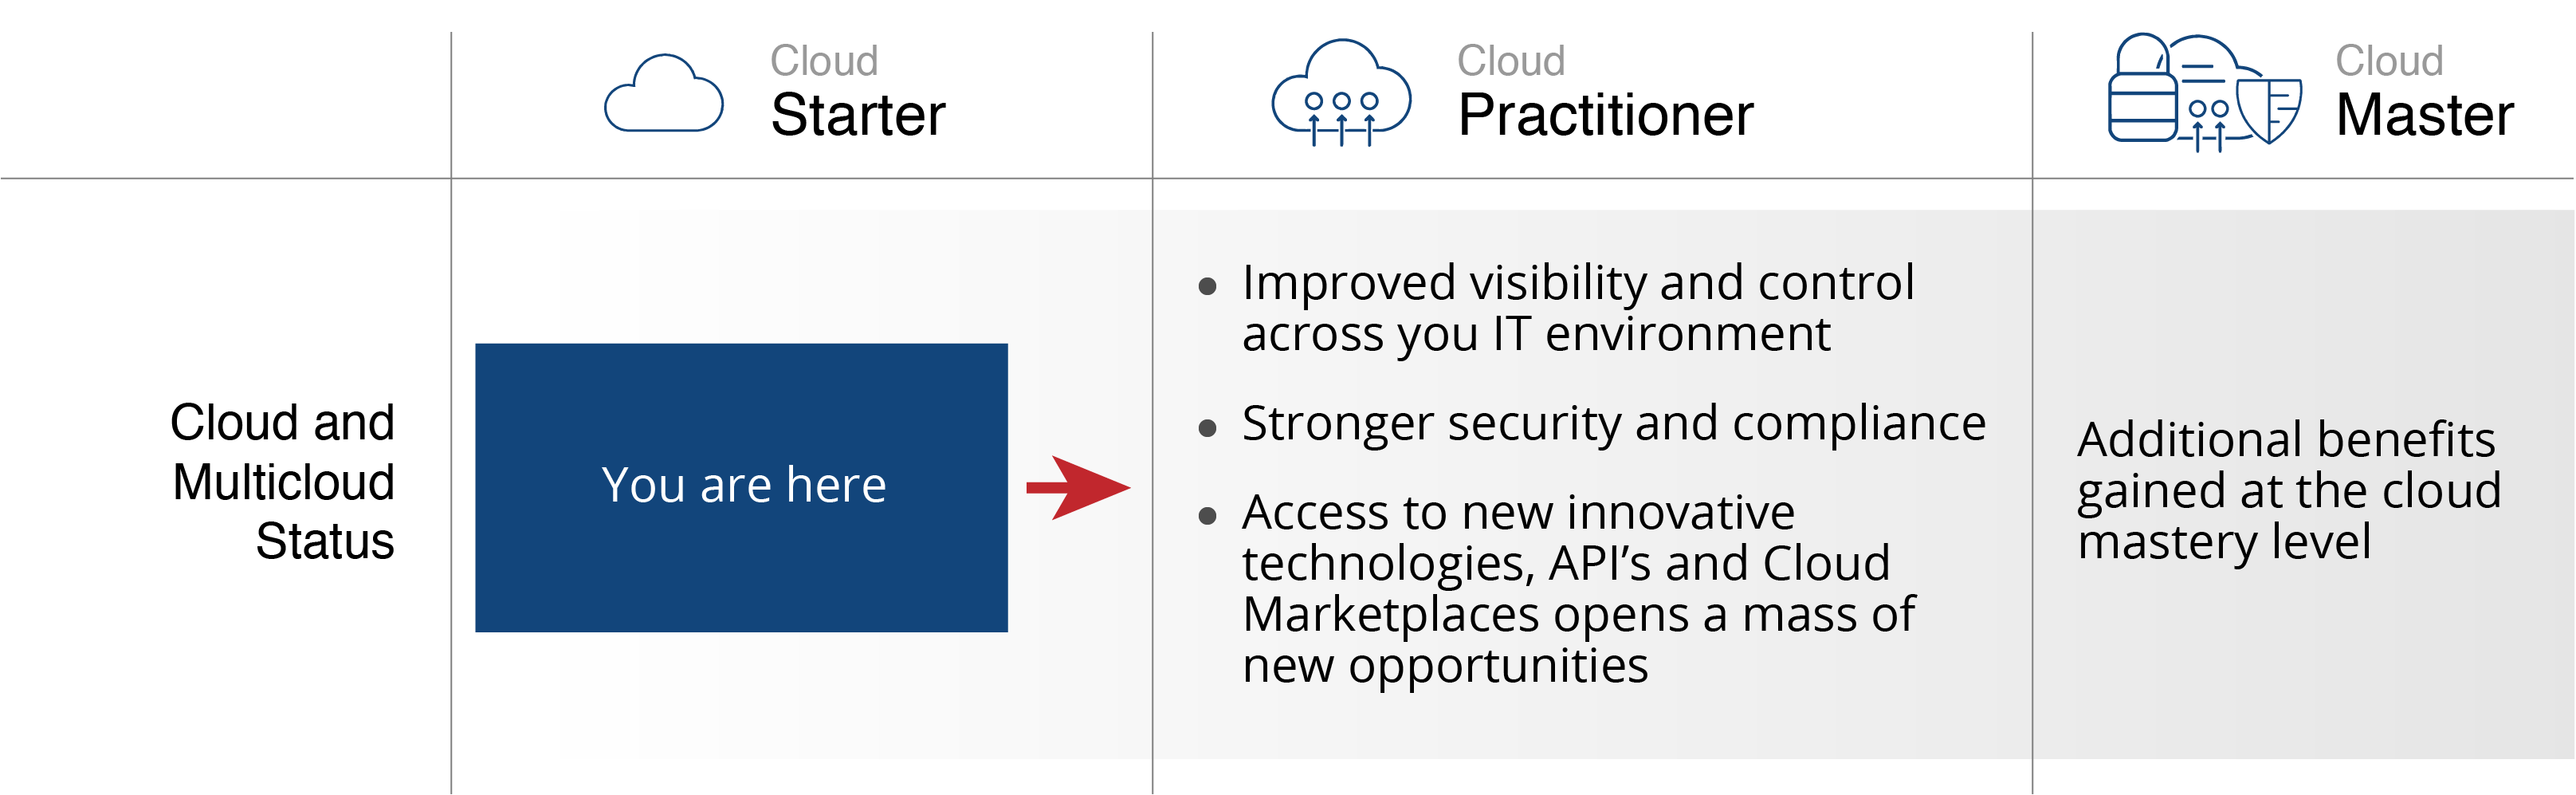 Cloud
Starter
Cloud
Practitioner
Cloud
Master
Cloud and
Multicloud
Status
You are here
• Improved visibility and control
across you IT environment
• Stronger security and compliance
• Access to new innovative
technologies, API’s and Cloud
Marketplaces opens a mass of
new opportunities
Additional benefits
gained at the cloud
mastery level